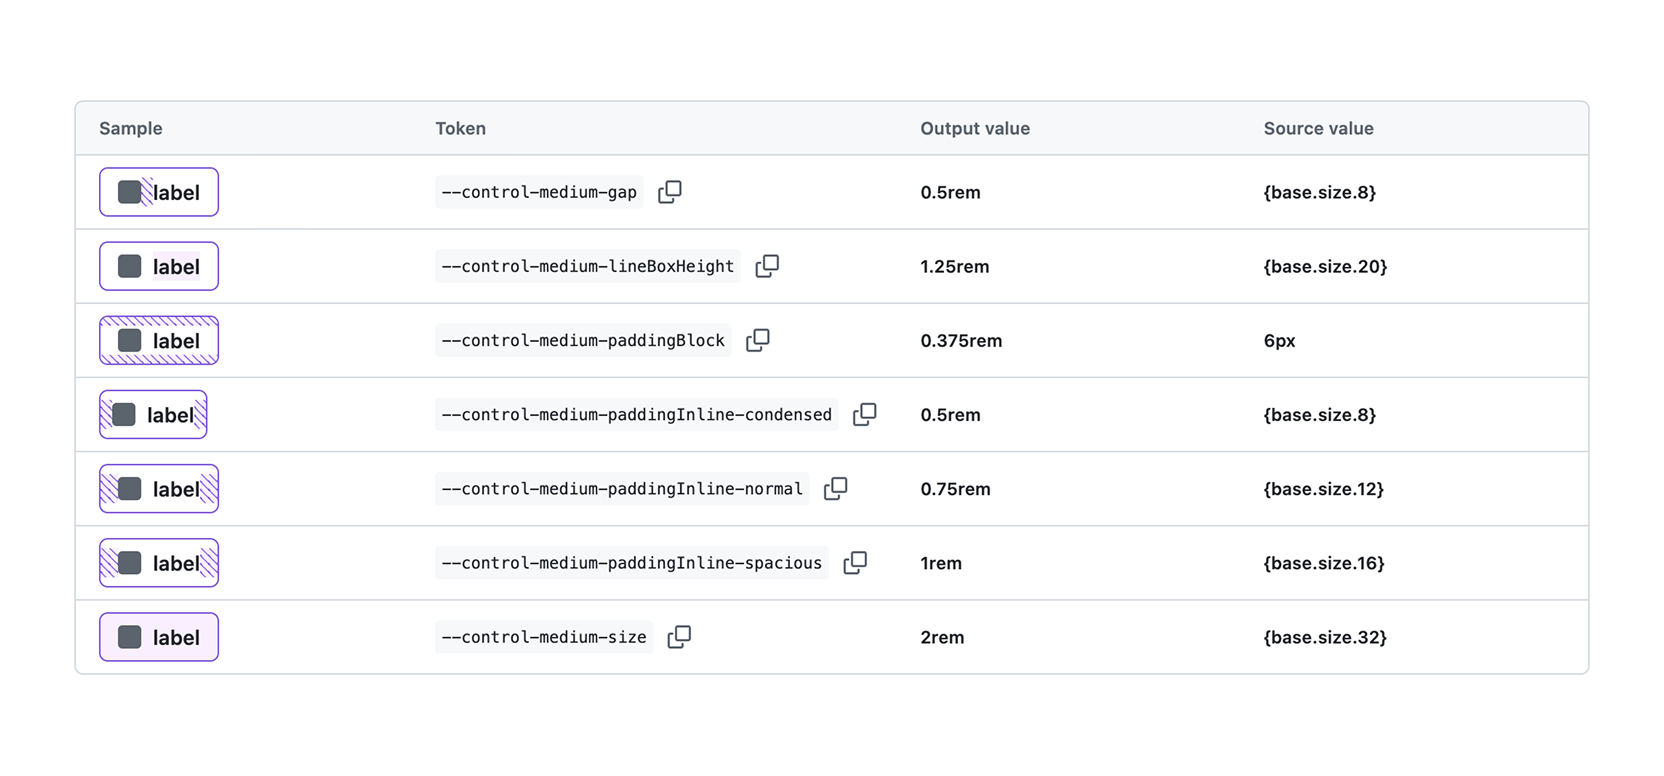 Sample Token Output value Source value
label --control-medium-gap 0.5rem {base.size.8}
label --control-medium-lineBoxHeight 1.25rem {base.size.20}
label --control-medium-paddingBlock 0.375rem 6px
label --control-medium-paddingInline-condensed 0.5rem {base.size.8}
label --control-medium-paddingInline-normal 0.75rem {base.size.12}
label --control-medium-paddingInline-spacious 1rem {base.size.16}
label --control-medium-size 2rem {base.size.32}